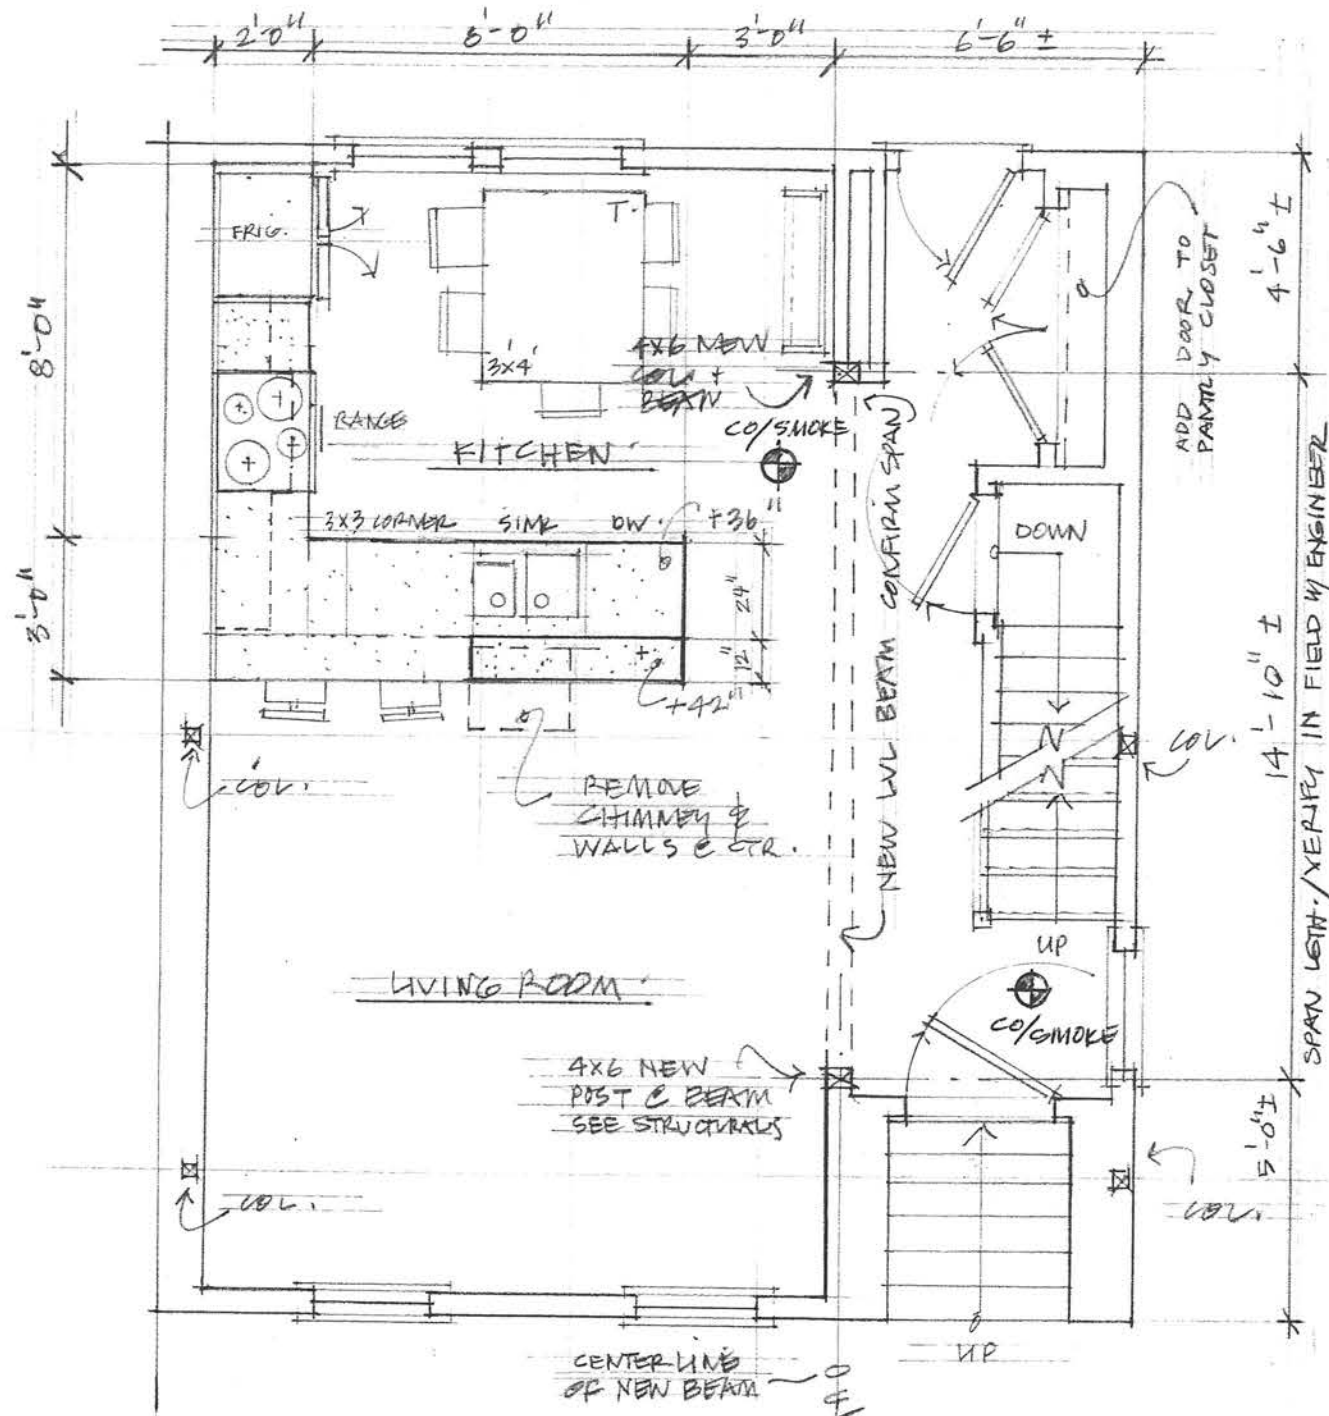 2'-0"
8'-0"
3'-0"
6'-6" ±
FRIG.
T.
3'x4'
4X6 NEW
COL. +
BEAM
CO/SMOKE
RANGE
KITCHEN
8'-0"
4'-6" ±
ADD DOOR TO
PANTRY CLOSET
3X3 CORNER
SINK
DW.
+36"
DOWN
3'-0"
24"
12"
+42"
NEW LVL BEAM CONFIRM SPAN
COL.
COL.
14'-10" ±
SPAN LGTH./VERIFY IN FIELD W/ ENGINEER
REMOVE
CHIMNEY &
WALLS @ CTR.
UP
LIVING ROOM
CO/SMOKE
4X6 NEW
POST @ BEAM
SEE STRUCTURALS
5'-0" ±
COL.
COL.
UP
CENTERLINE
OF NEW BEAM